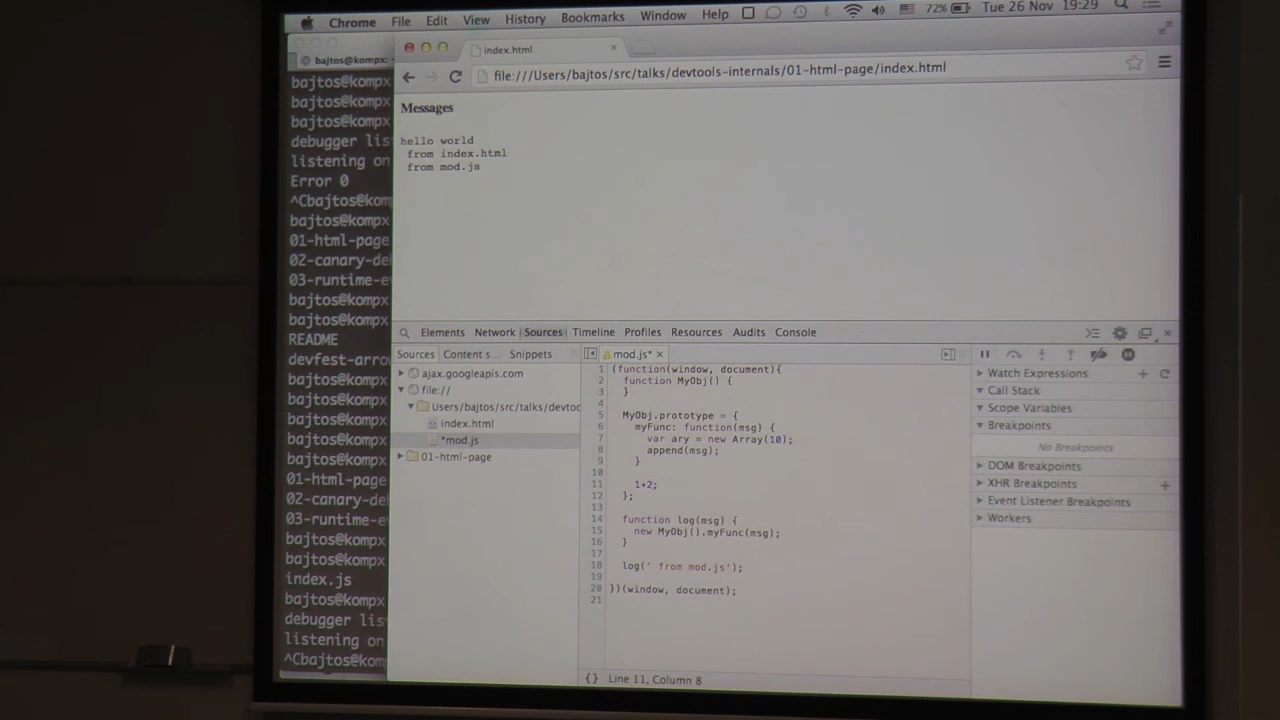 Chrome File Edit View History Bookmarks Window Help 72% Tue 26 Nov 19:29
bajtos@kompx:
index.html
file:///Users/bajtos/src/talks/devtools-internals/01-html-page/index.html
bajtos@kompx
bajtos@kompx
bajtos@kompx
debugger lis
listening on
Error 0
^Cbajtos@kom
bajtos@kompx
01-html-page
02-canary-de
03-runtime-e
bajtos@kompx
bajtos@kompx
README
devfest-arro
bajtos@kompx
bajtos@kompx
bajtos@kompx
bajtos@kompx
bajtos@kompx
01-html-page
02-canary-de
03-runtime-e
bajtos@kompx
bajtos@kompx
index.js
bajtos@kompx
debugger lis
listening on
^Cbajtos@kom
Messages
hello world
from index.html
from mod.js
Elements Network Sources Timeline Profiles Resources Audits Console
Sources Content s... Snippets
ajax.googleapis.com
file://
Users/bajtos/src/talks/devtoo
index.html
*mod.js
01-html-page
mod.js*
1 (function(window, document){
2 function MyObj() {
3 }
4
5 MyObj.prototype = {
6 myFunc: function(msg) {
7 var ary = new Array(10);
8 append(msg);
9 }
10
11 1+2;
12 };
13
14 function log(msg) {
15 new MyObj().myFunc(msg);
16 }
17
18 log(' from mod.js');
19
20 })(window, document);
21
{} Line 11, Column 8
Watch Expressions
Call Stack
Scope Variables
Breakpoints
No Breakpoints
DOM Breakpoints
XHR Breakpoints
Event Listener Breakpoints
Workers